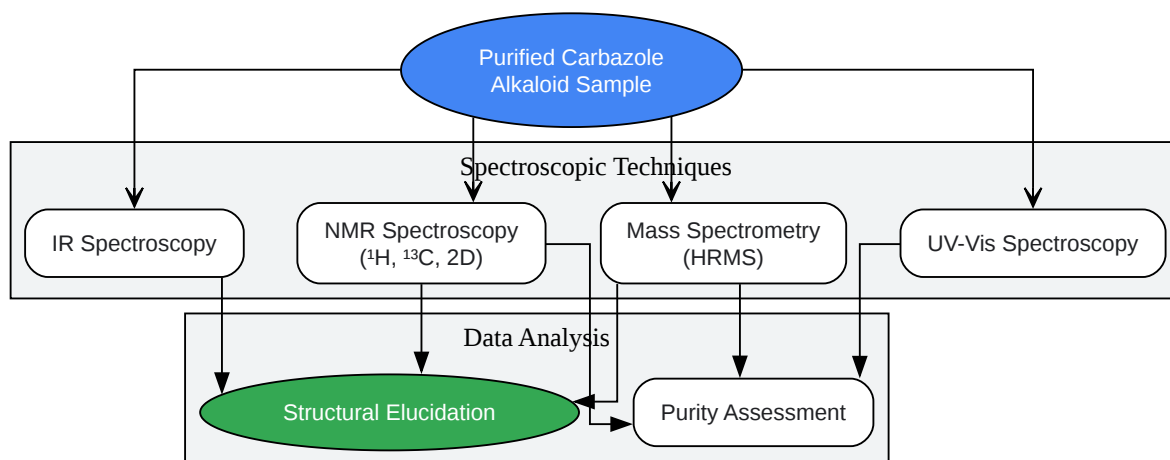 Purified Carbazole
Alkaloid Sample
Spectroscopic Techniques
IR Spectroscopy
NMR Spectroscopy
(¹H, ¹³C, 2D)
Mass Spectrometry
(HRMS)
UV-Vis Spectroscopy
Data Analysis
Structural Elucidation
Purity Assessment